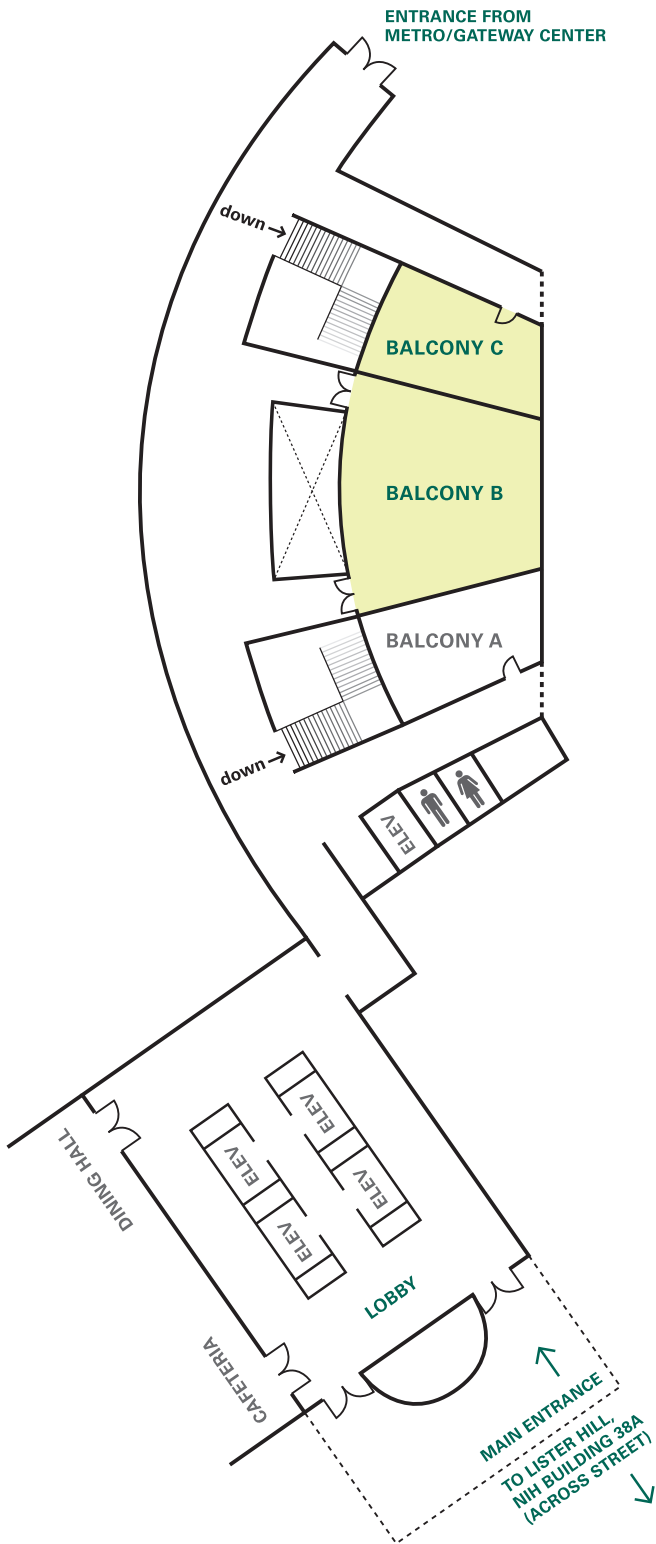 ENTRANCE FROM
METRO/GATEWAY CENTER
down
BALCONY C
BALCONY B
BALCONY A
down
ELEV
ELEV
ELEV
ELEV
ELEV
DINING HALL
LOBBY
CAFETERIA
MAIN ENTRANCE
TO LISTER HILL,
NIH BUILDING 38A
(ACROSS STREET)